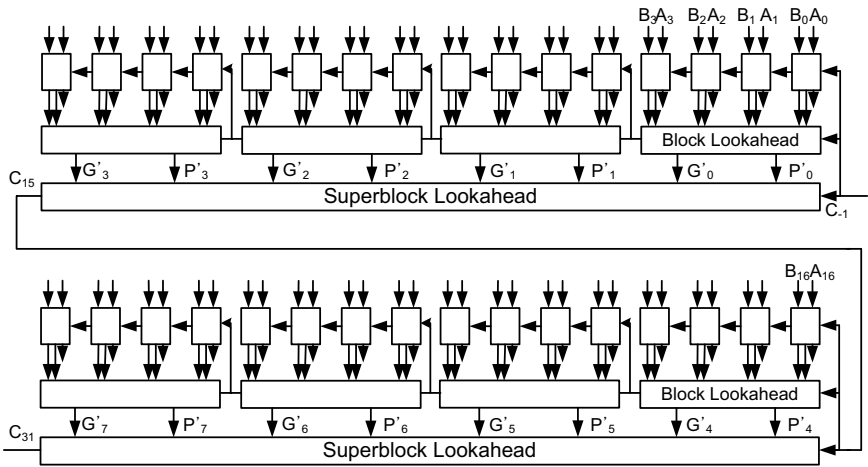 B₃A₃ B₂A₂ B₁ A₁ B₀A₀
Block Lookahead
G'₃ P'₃ G'₂ P'₂ G'₁ P'₁ G'₀ P'₀
C₁₅
Superblock Lookahead
C₋₁
B₁₆A₁₆
Block Lookahead
G'₇ P'₇ G'₆ P'₆ G'₅ P'₅ G'₄ P'₄
C₃₁
Superblock Lookahead